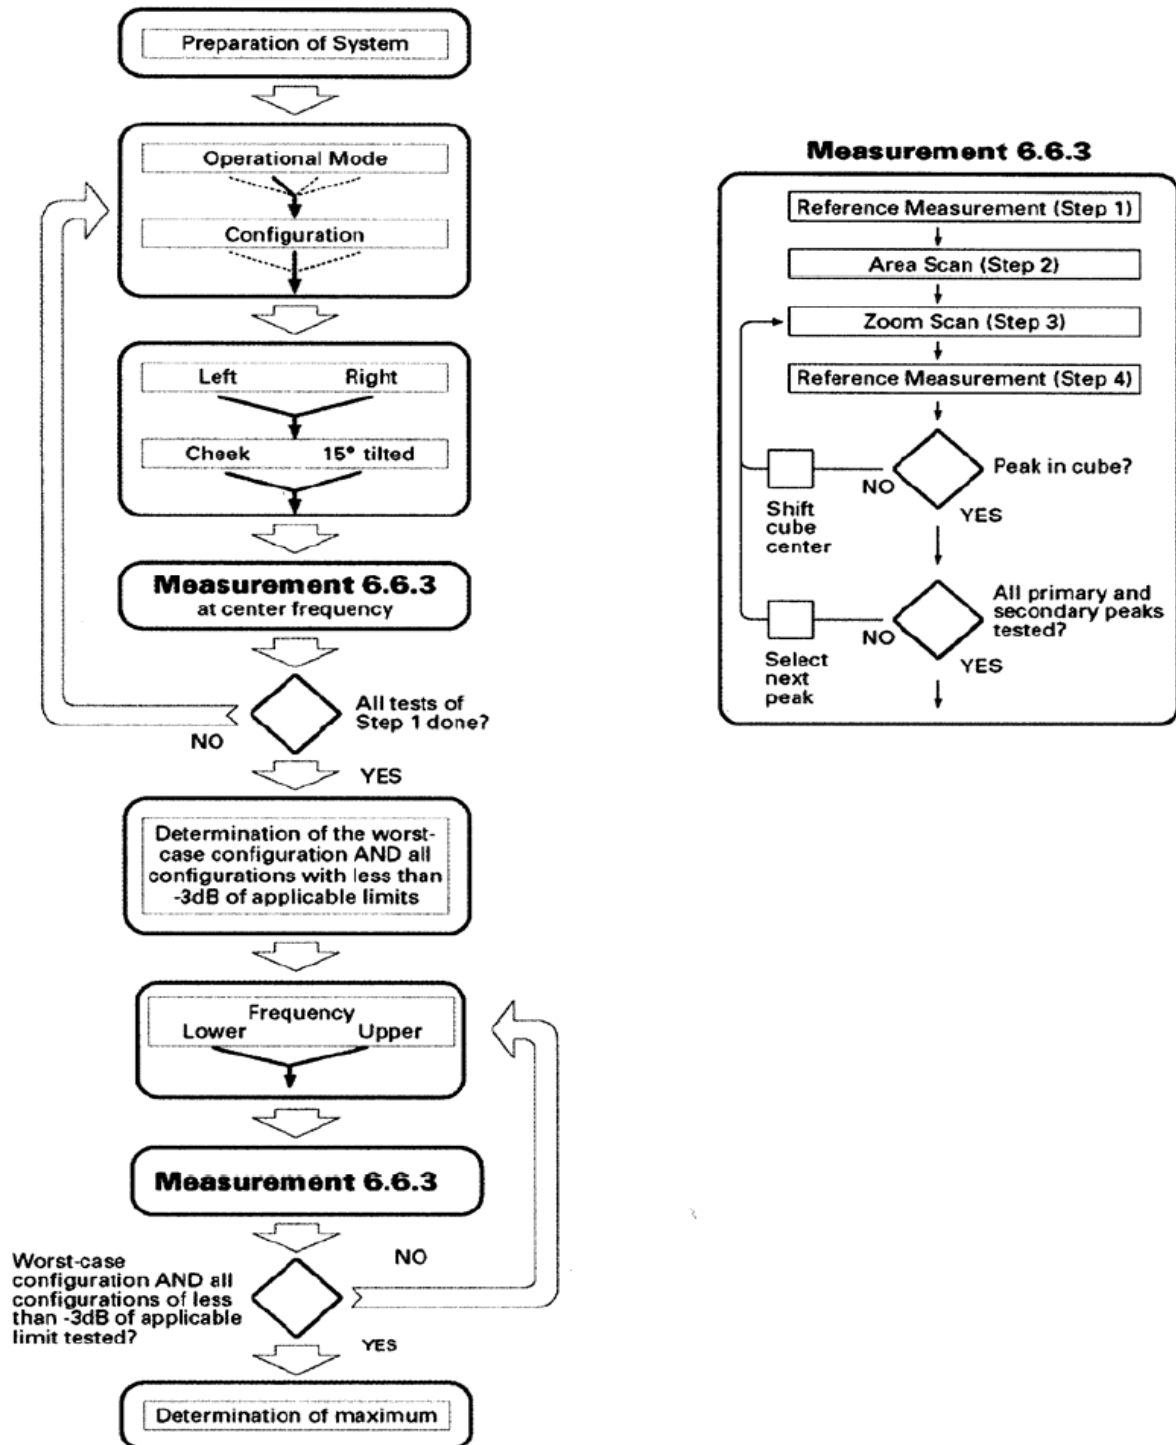 Preparation of System
Operational Mode
Configuration
Left Right
Cheek 15° tilted
Measurement 6.6.3
at center frequency
All tests of
Step 1 done?
NO
YES
Determination of the worst-
case configuration AND all
configurations with less than
-3dB of applicable limits
Frequency
Lower Upper
Measurement 6.6.3
Worst-case
configuration AND all
configurations of less
than -3dB of applicable
limit tested?
NO
YES
Determination of maximum
Measurement 6.6.3
Reference Measurement (Step 1)
Area Scan (Step 2)
Zoom Scan (Step 3)
Reference Measurement (Step 4)
Peak in cube?
NO
YES
Shift
cube
center
All primary and
secondary peaks
tested?
NO
YES
Select
next
peak